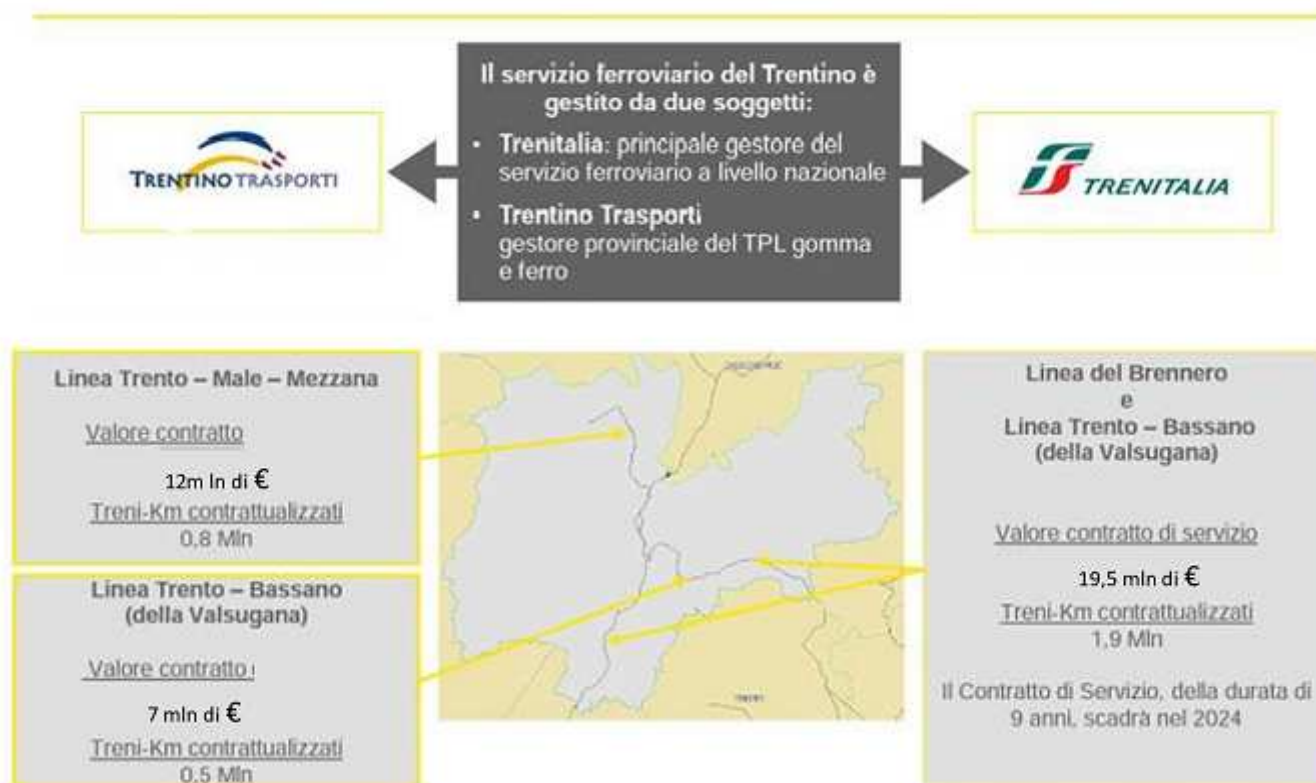 Il servizio ferroviario del Trentino è
gestito da due soggetti:
• Trenitalia: principale gestore del
servizio ferroviario a livello nazionale
• Trentino Trasporti
gestore provinciale del TPL gomma
e ferro
TRENTINO TRASPORTI
TRENITALIA
Linea Trento – Male – Mezzana
Valore contratto
12m ln di €
Treni-Km contrattualizzati
0,8 Mln
Linea Trento – Bassano
(della Valsugana)
Valore contratto
7 mln di €
Treni-Km contrattualizzati
0,5 Mln
Linea del Brennero
e
Linea Trento – Bassano
(della Valsugana)
Valore contratto di servizio
19,5 mln di €
Treni-Km contrattualizzati
1,9 Mln
Il Contratto di Servizio, della durata di
9 anni, scadrà nel 2024